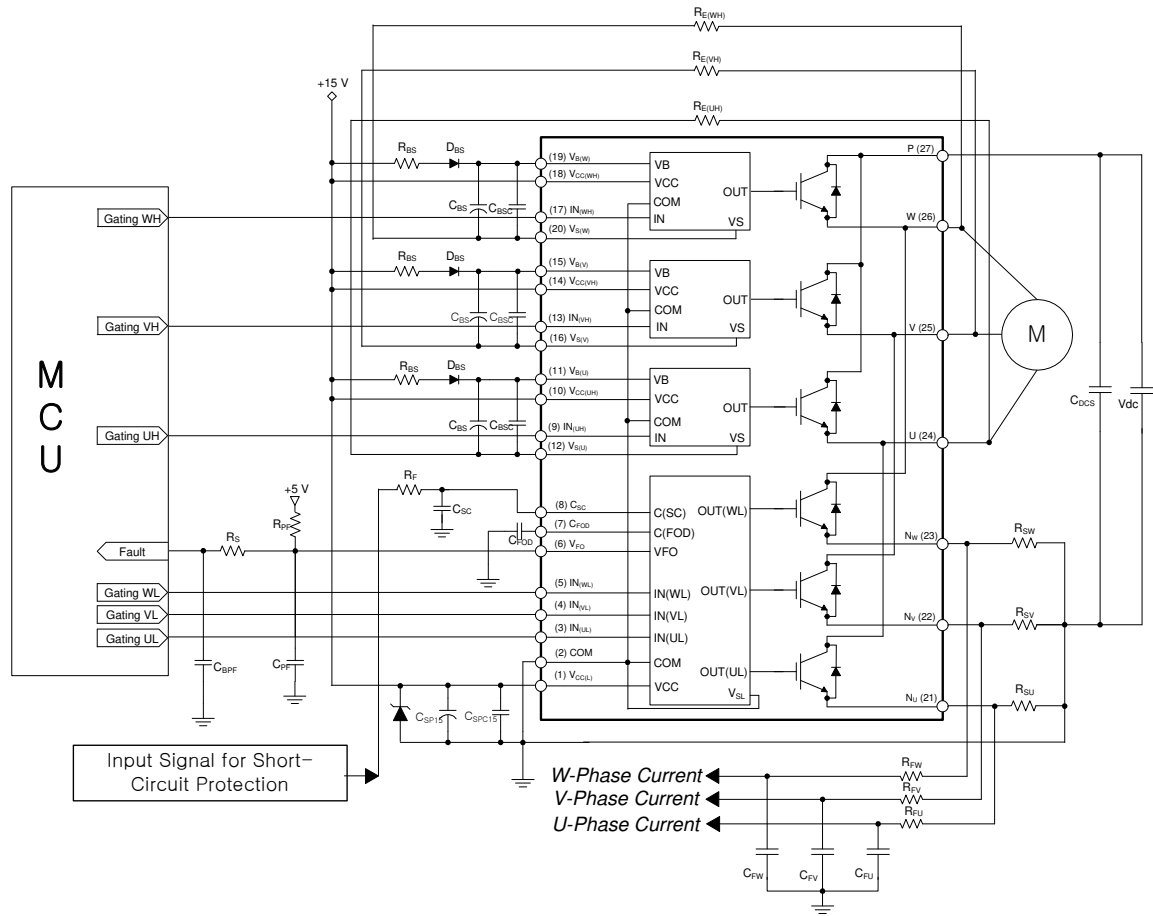 R_E(WH)
R_E(VH)
+15 V
R_E(UH)
P (27)
R_BS D_BS
(19) V_B(W) VB
(18) V_CC(WH) VCC
COM OUT
C_BS C_BSC
Gating WH
(17) IN_(WH) IN
VS
W (26)
(20) V_S(W)
R_BS D_BS
(15) V_B(V) VB
(14) V_CC(VH) VCC
OUT
COM
C_BS C_BSC
Gating VH
(13) IN_(VH) IN
VS
V (25)
(16) V_S(V)
M
R_BS D_BS
(11) V_B(U) VB
(10) V_CC(UH) VCC
OUT
C_DCS Vdc
COM
C_BS C_BSC
Gating UH
(9) IN_(UH) IN
VS
U (24)
(12) V_S(U)
MCU
R_F
+5 V
C_SC
(8) C_SC C(SC) OUT(WL)
R_PF
(7) C_FOD C(FOD)
C_FOD
R_S
Fault
(6) V_FO VFO
N_W (23) R_SW
Gating WL
(5) IN_(WL) IN(WL) OUT(VL)
Gating VL
(4) IN_(VL) IN(VL)
N_V (22) R_SV
Gating UL
(3) IN_(UL) IN(UL)
C_BPF C_PF
(2) COM COM OUT(UL)
(1) V_CC(L) VCC
V_SL
N_U (21) R_SU
C_SP15 C_SPC15
Input Signal for Short-
Circuit Protection
W-Phase Current R_FW
V-Phase Current R_FV
U-Phase Current R_FU
C_FW C_FV C_FU